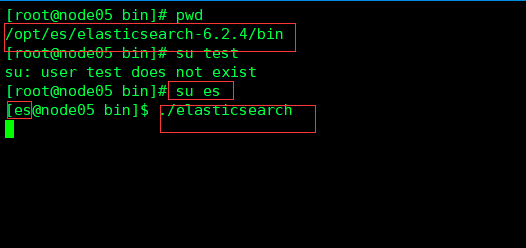 [root@node05 bin]# pwd
/opt/es/elasticsearch-6.2.4/bin
[root@node05 bin]# su test
su: user test does not exist
[root@node05 bin]# su es
[es@node05 bin]$ ./elasticsearch